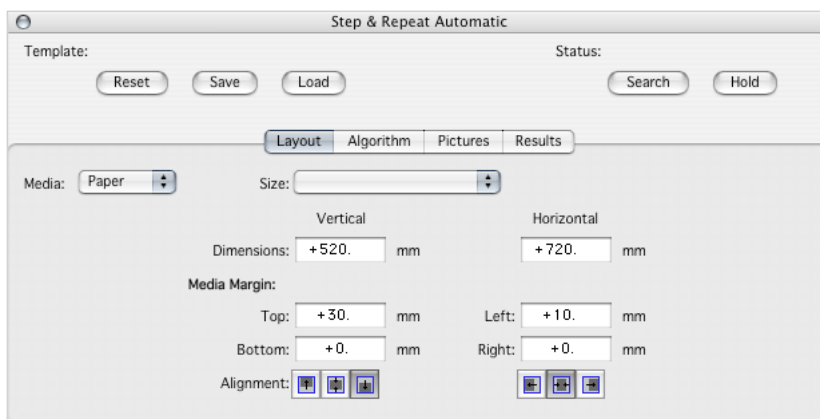 Step & Repeat Automatic
Template: Status:
Reset Save Load Search Hold
Layout Algorithm Pictures Results
Media: Paper Size:
Vertical Horizontal
Dimensions: +520. mm +720. mm
Media Margin:
Top: +30. mm Left: +10. mm
Bottom: +0. mm Right: +0. mm
Alignment: